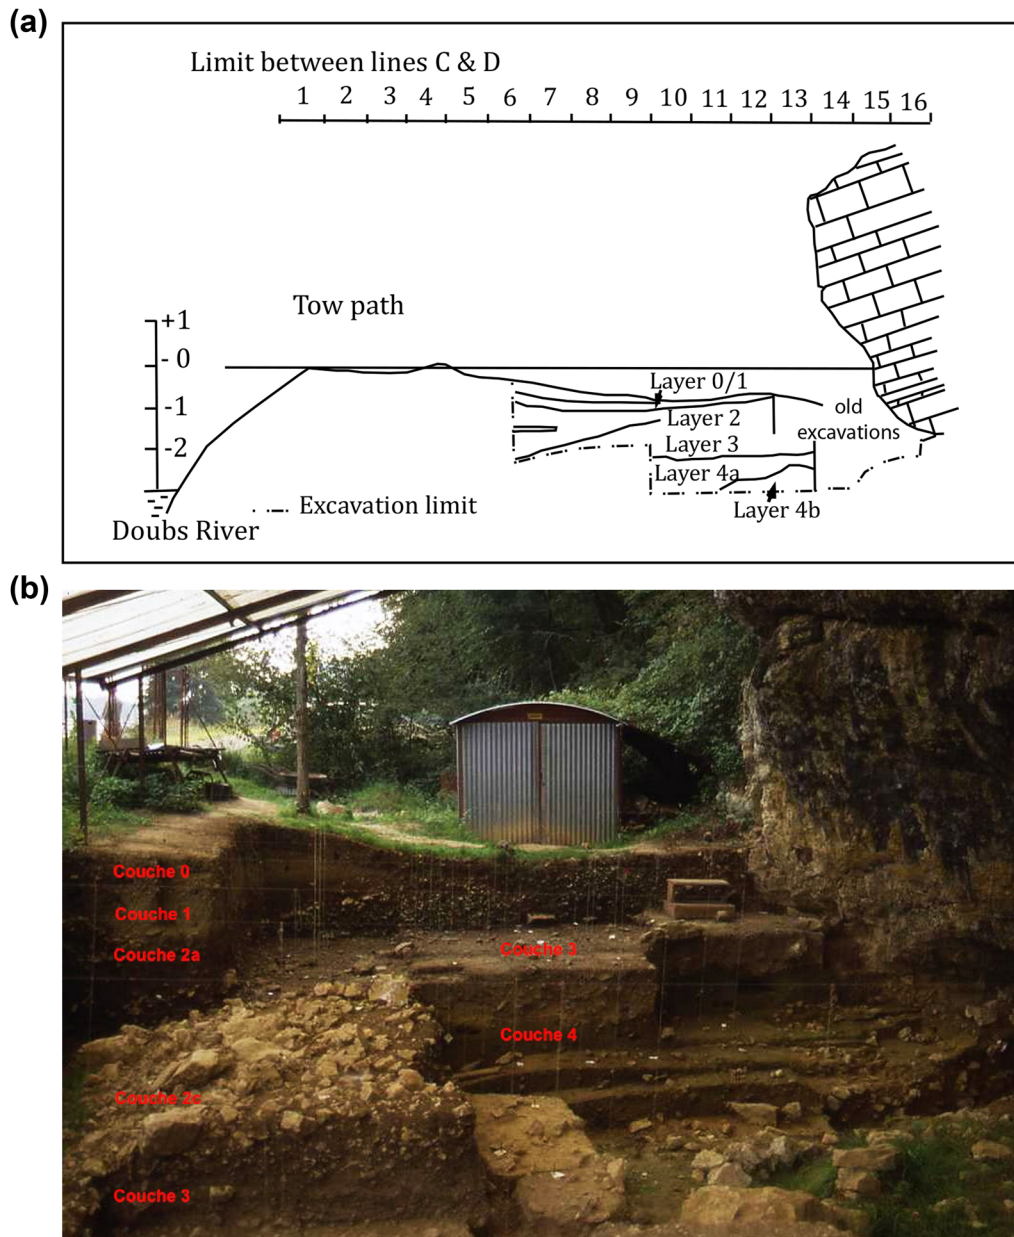 (a)
Limit between lines C & D
1 2 3 4 5 6 7 8 9 10 11 12 13 14 15 16
Tow path
+1
- 0
-1
-2
Layer 0/1
old
excavations
Layer 2
Layer 3
Layer 4a
Layer 4b
Excavation limit
Doubs River
(b)
Couche 0
Couche 1
Couche 2a
Couche 3
Couche 4
Couche 2c
Couche 3